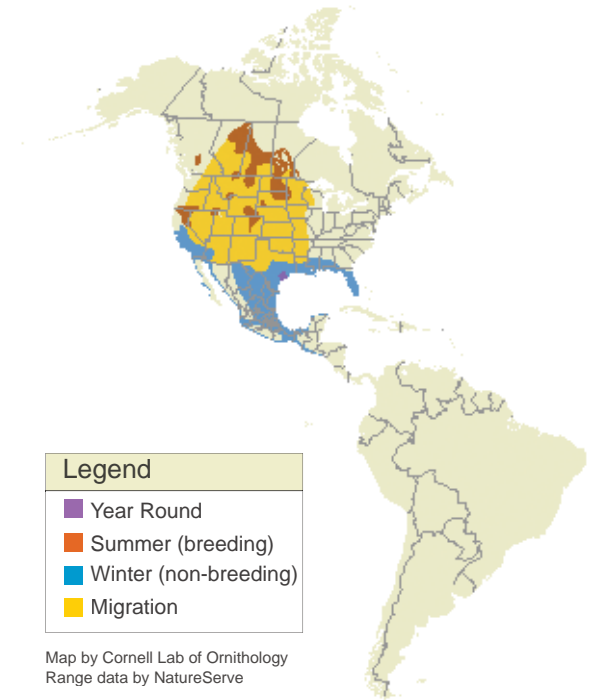 Legend
Year Round
Summer (breeding)
Winter (non-breeding)
Migration
Map by Cornell Lab of Ornithology
Range data by NatureServe